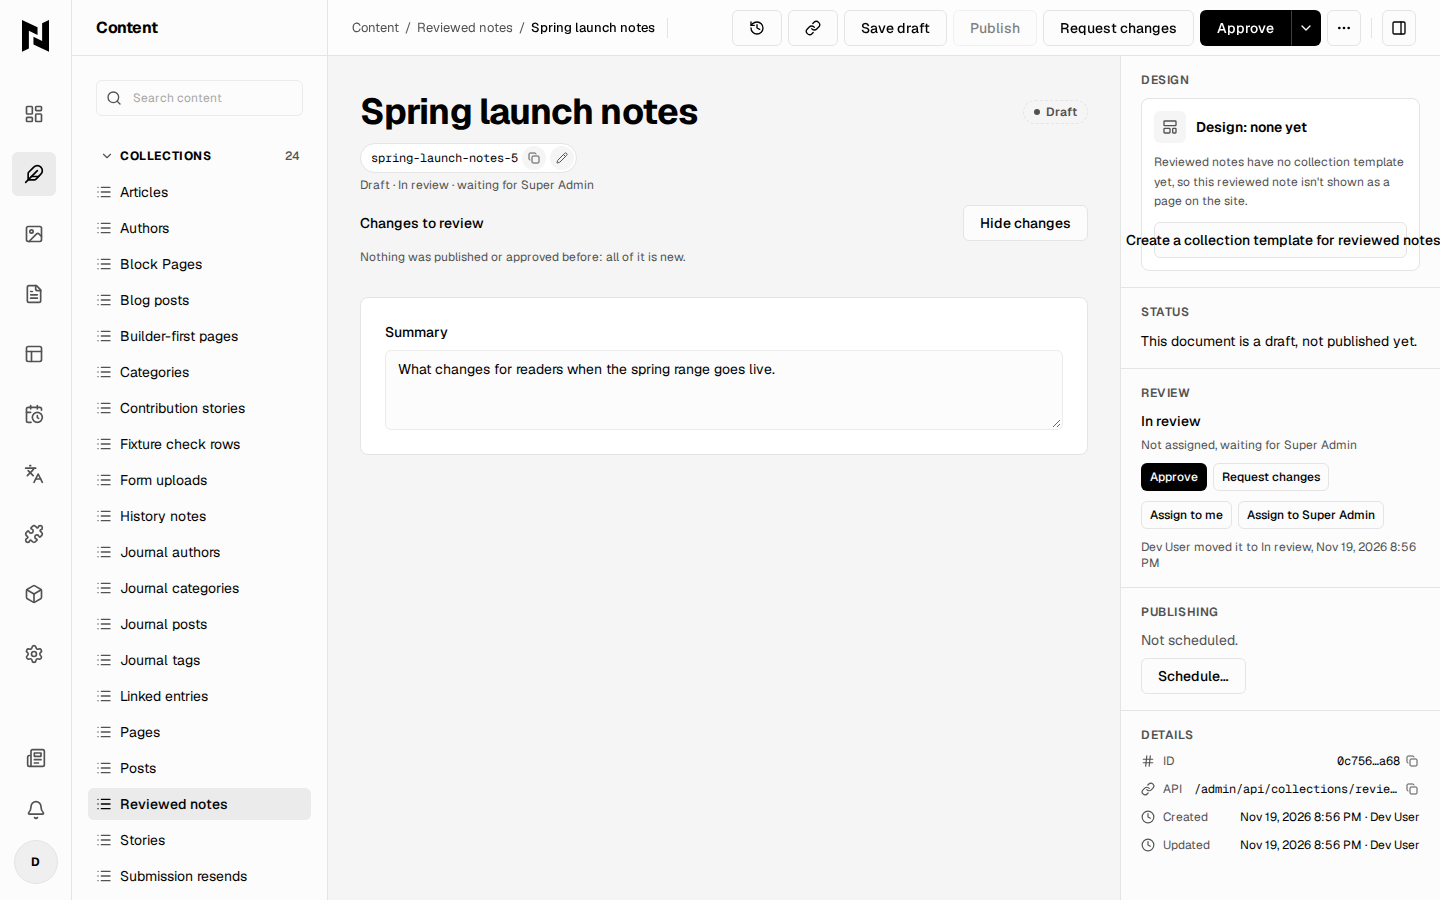 Content
Search content
COLLECTIONS 24
Articles
Authors
Block Pages
Blog posts
Builder-first pages
Categories
Contribution stories
Fixture check rows
Form uploads
History notes
Journal authors
Journal categories
Journal posts
Journal tags
Linked entries
Pages
Posts
Reviewed notes
Stories
Submission resends
D
Content / Reviewed notes / Spring launch notes
Save draft
Publish
Request changes
Approve
Spring launch notes
Draft
spring-launch-notes-5
Draft · In review · waiting for Super Admin
Changes to review
Hide changes
Nothing was published or approved before: all of it is new.
Summary
What changes for readers when the spring range goes live.
DESIGN
Design: none yet
Reviewed notes have no collection template
yet, so this reviewed note isn't shown as a
page on the site.
Create a collection template for reviewed notes
STATUS
This document is a draft, not published yet.
REVIEW
In review
Not assigned, waiting for Super Admin
Approve
Request changes
Assign to me
Assign to Super Admin
Dev User moved it to In review, Nov 19, 2026 8:56
PM
PUBLISHING
Not scheduled.
Schedule…
DETAILS
ID 0c756…a68
API /admin/api/collections/revie…
Created Nov 19, 2026 8:56 PM · Dev User
Updated Nov 19, 2026 8:56 PM · Dev User